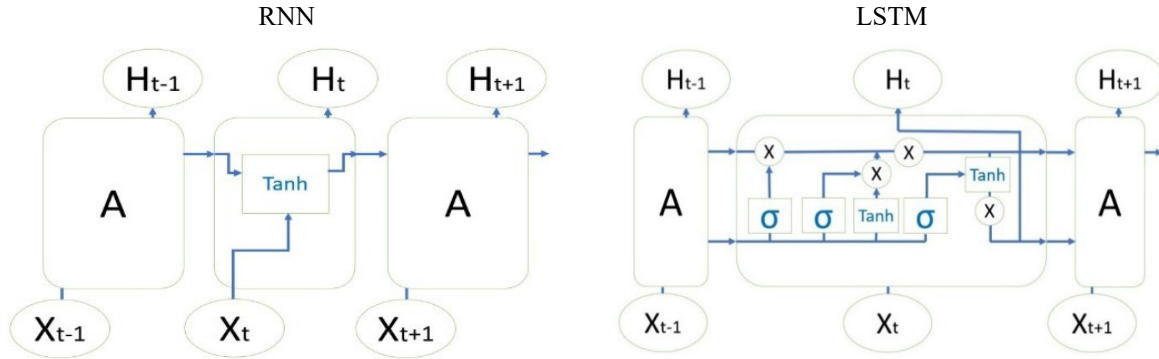 RNN
LSTM
Ht-1
Ht
Ht+1
A
Tanh
A
Xt-1
Xt
Xt+1
Ht-1
Ht
Ht+1
X
X
X
Tanh
A
σ
σ
Tanh
σ
X
A
Xt-1
Xt
Xt+1